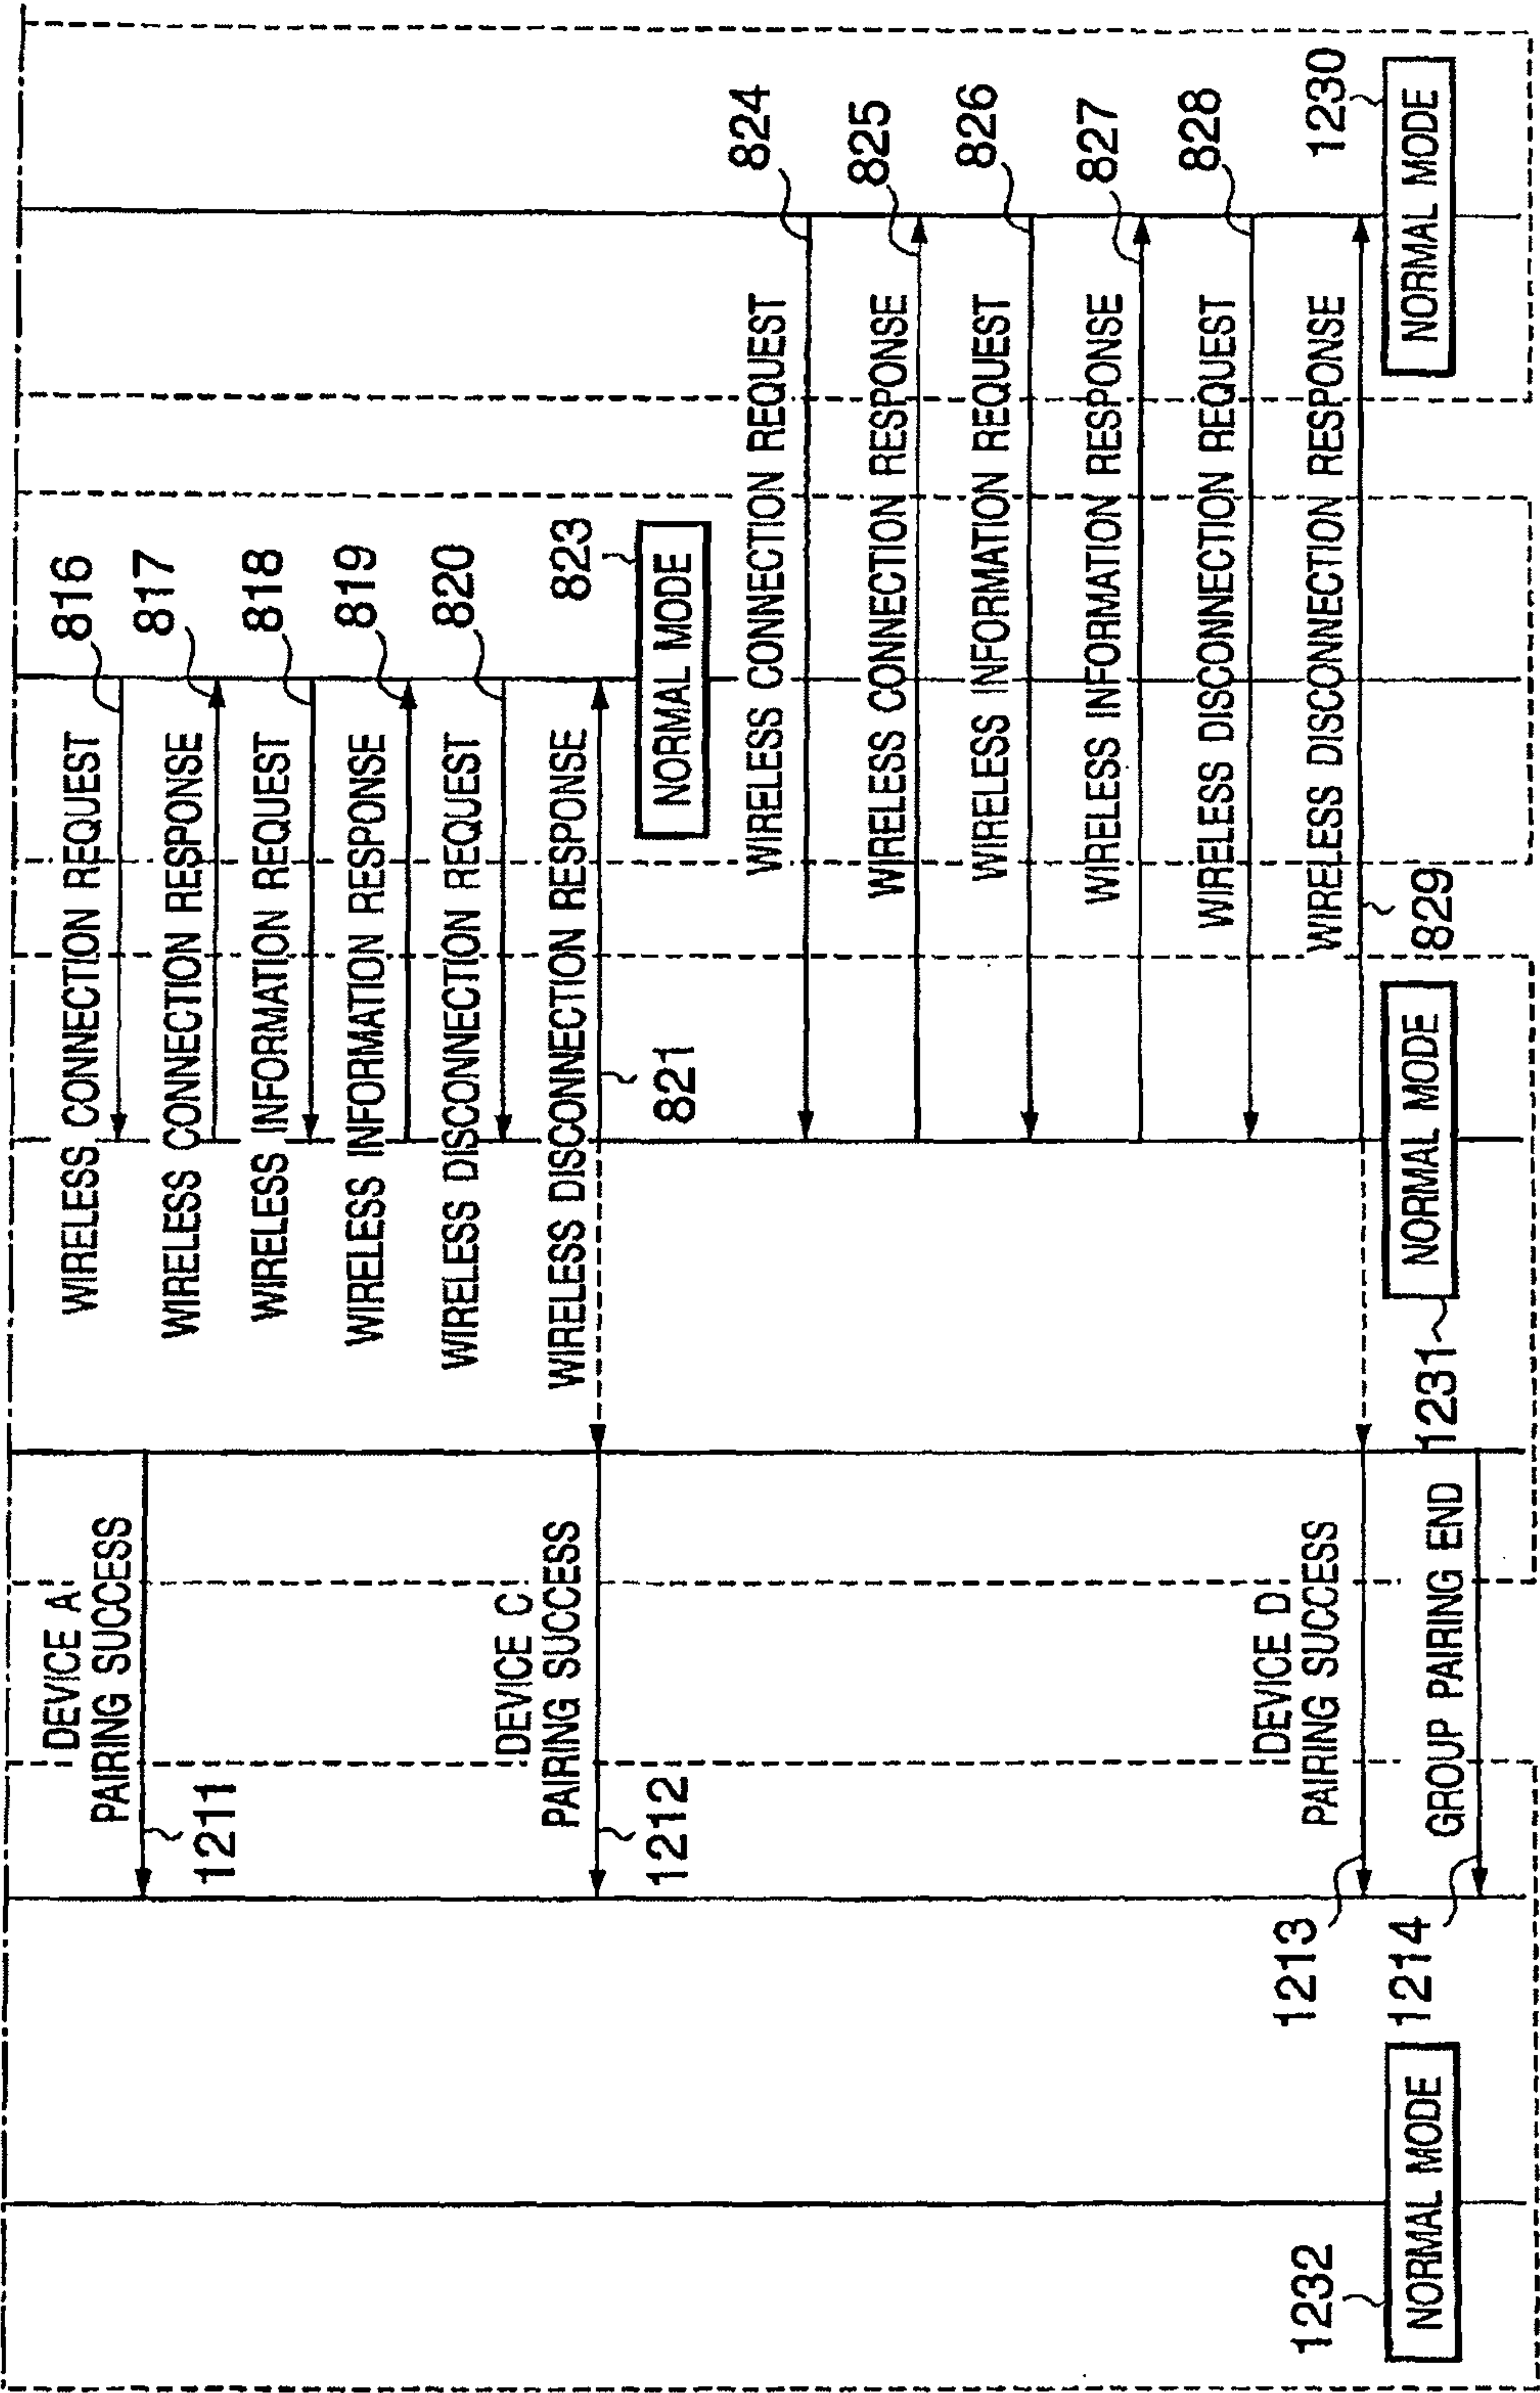 DEVICE A
PAIRING SUCCESS
1211
WIRELESS CONNECTION REQUEST
816
WIRELESS CONNECTION RESPONSE
817
WIRELESS INFORMATION REQUEST
818
WIRELESS INFORMATION RESPONSE
819
WIRELESS DISCONNECTION REQUEST
820
WIRELESS DISCONNECTION RESPONSE
821
823
NORMAL MODE
DEVICE C
PAIRING SUCCESS
1212
WIRELESS CONNECTION REQUEST
824
WIRELESS CONNECTION RESPONSE
825
WIRELESS INFORMATION REQUEST
826
WIRELESS INFORMATION RESPONSE
827
WIRELESS DISCONNECTION REQUEST
828
WIRELESS DISCONNECTION RESPONSE
829
DEVICE D
PAIRING SUCCESS
1213
GROUP PAIRING END
1214
1232
NORMAL MODE
1231
NORMAL MODE
1230
NORMAL MODE